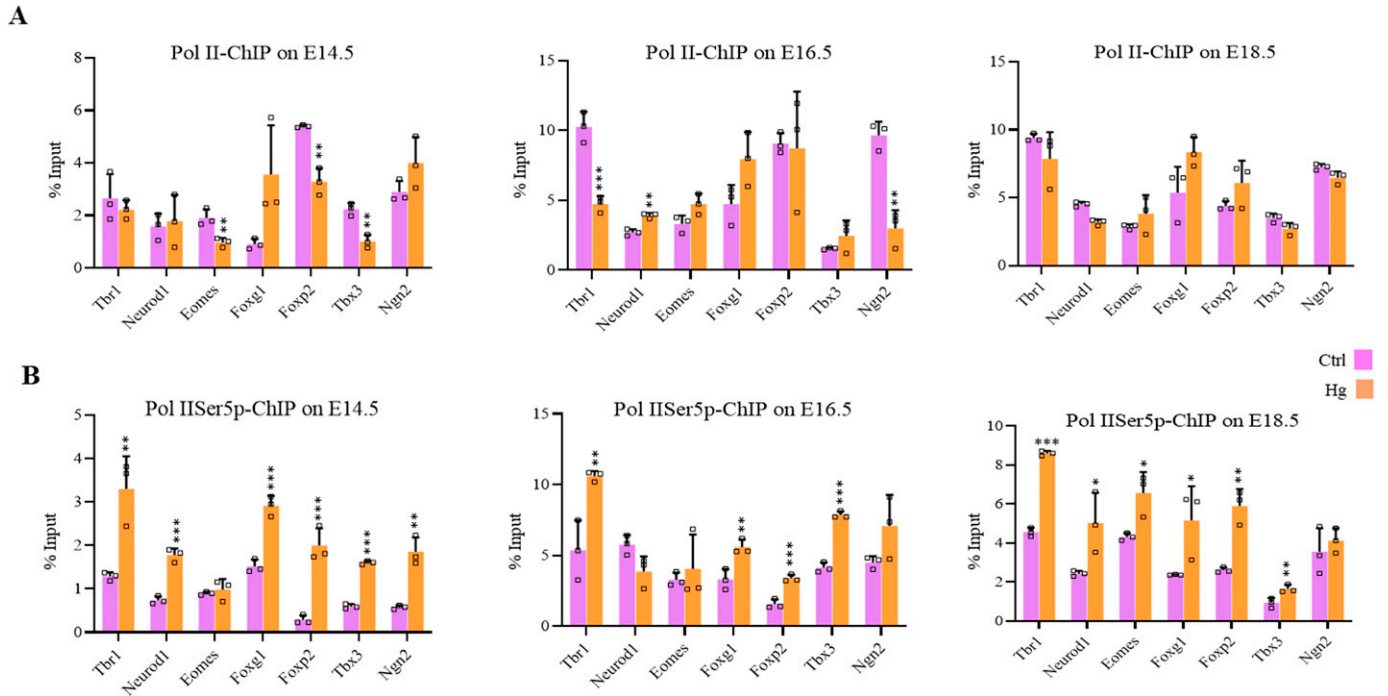 A
Pol II-ChIP on E14.5
% Input
8
6
4
2
0
**
**
**
Tbr1
Neurod1
Eomes
Foxg1
Foxp2
Tbx3
Ngn2
Pol II-ChIP on E16.5
% Input
15
10
5
0
***
**
**
Tbr1
Neurod1
Eomes
Foxg1
Foxp2
Tbx3
Ngn2
Pol II-ChIP on E18.5
% Input
15
10
5
0
Tbr1
Neurod1
Eomes
Foxg1
Foxp2
Tbx3
Ngn2
Ctrl
Hg
B
Pol IISer5p-ChIP on E14.5
% Input
5
4
3
2
1
0
**
***
***
***
***
**
Tbr1
Neurod1
Eomes
Foxg1
Foxp2
Tbx3
Ngn2
Pol IISer5p-ChIP on E16.5
% Input
15
10
5
0
**
**
***
***
Tbr1
Neurod1
Eomes
Foxg1
Foxp2
Tbx3
Ngn2
Pol IISer5p-ChIP on E18.5
% Input
10
8
6
4
2
0
***
*
*
*
**
**
Tbr1
Neurod1
Eomes
Foxg1
Foxp2
Tbx3
Ngn2